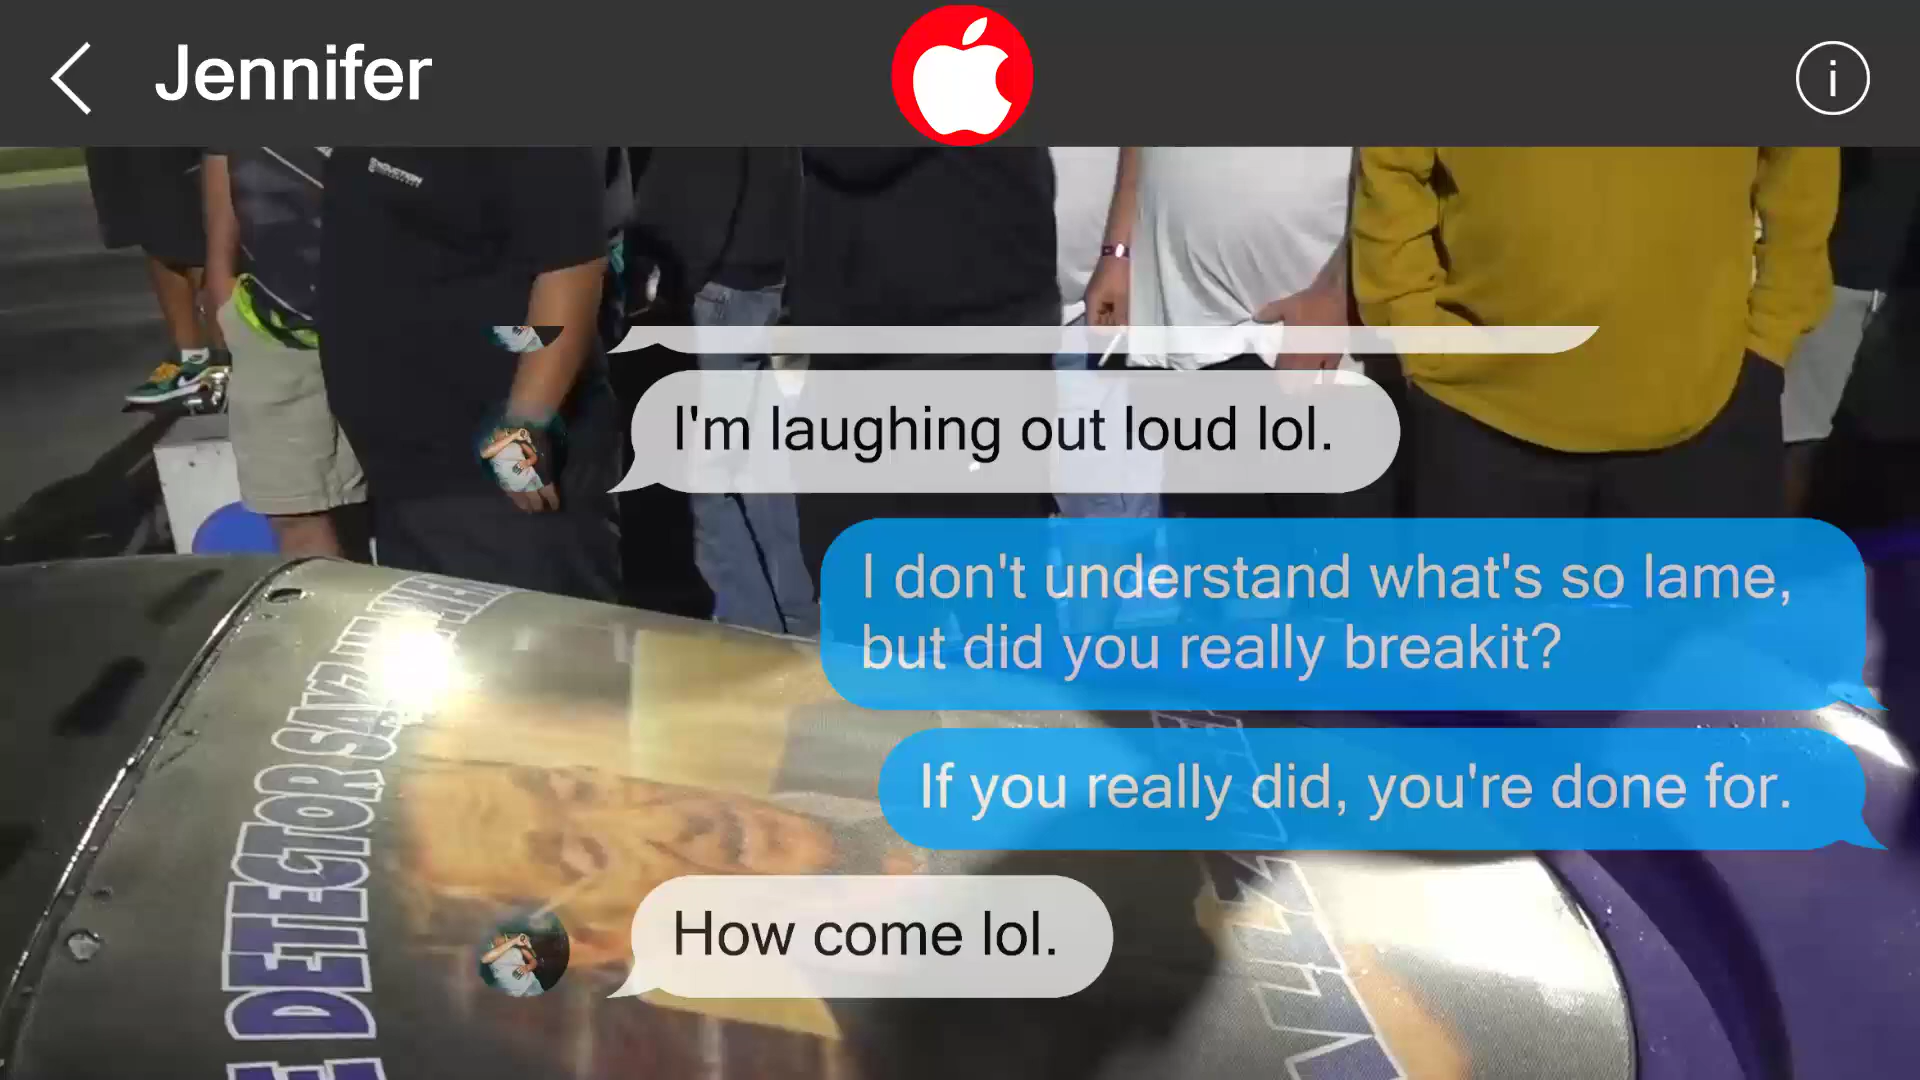 Jennifer
i
I'm laughing out loud lol.
I don't understand what's so lame,
but did you really breakit?
If you really did, you're done for.
How come lol.
DETECTOR SAYZ